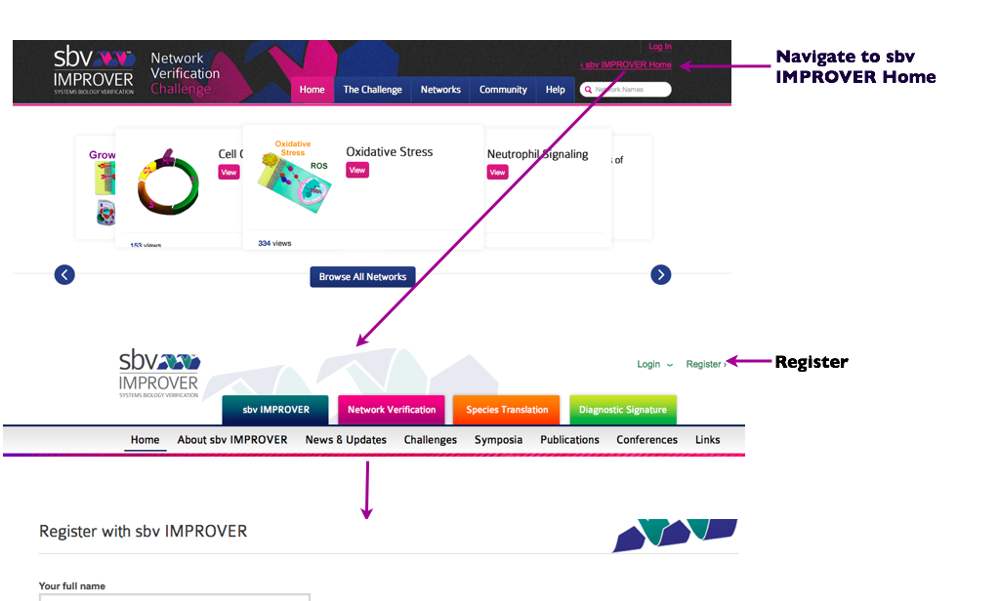 sbv
IMPROVER
SYSTEMS BIOLOGY VERIFICATION
Network
Verification
Challenge
Log In
‹ sbv IMPROVER Home
Navigate to sbv
IMPROVER Home
Home The Challenge Networks Community Help Network Names
Grow
Cell C
View
153 views
Oxidative
Stress
ROS
Oxidative Stress
View
334 views
Neutrophil Signaling
View
s of
Browse All Networks
sbv
IMPROVER
SYSTEMS BIOLOGY VERIFICATION
Login Register ›
Register
sbv IMPROVER Network Verification Species Translation Diagnostic Signature
Home About sbv IMPROVER News & Updates Challenges Symposia Publications Conferences Links
Register with sbv IMPROVER
Your full name